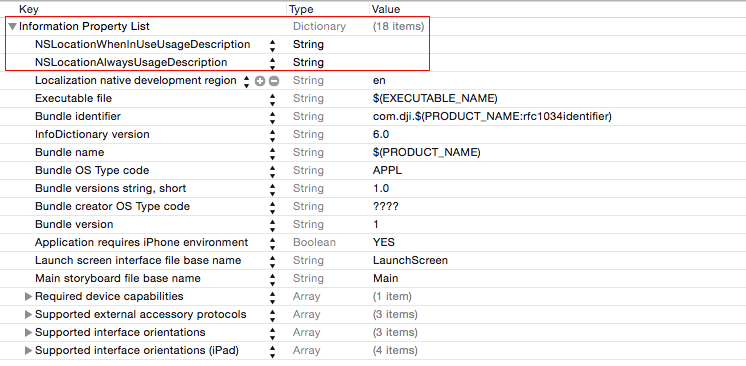 Key Type Value
Information Property List Dictionary (18 items)
NSLocationWhenInUseUsageDescription String
NSLocationAlwaysUsageDescription String
Localization native development region String en
Executable file String $(EXECUTABLE_NAME)
Bundle identifier String com.dji.$(PRODUCT_NAME:rfc1034identifier)
InfoDictionary version String 6.0
Bundle name String $(PRODUCT_NAME)
Bundle OS Type code String APPL
Bundle versions string, short String 1.0
Bundle creator OS Type code String ????
Bundle version String 1
Application requires iPhone environment Boolean YES
Launch screen interface file base name String LaunchScreen
Main storyboard file base name String Main
Required device capabilities Array (1 item)
Supported external accessory protocols Array (3 items)
Supported interface orientations Array (3 items)
Supported interface orientations (iPad) Array (4 items)